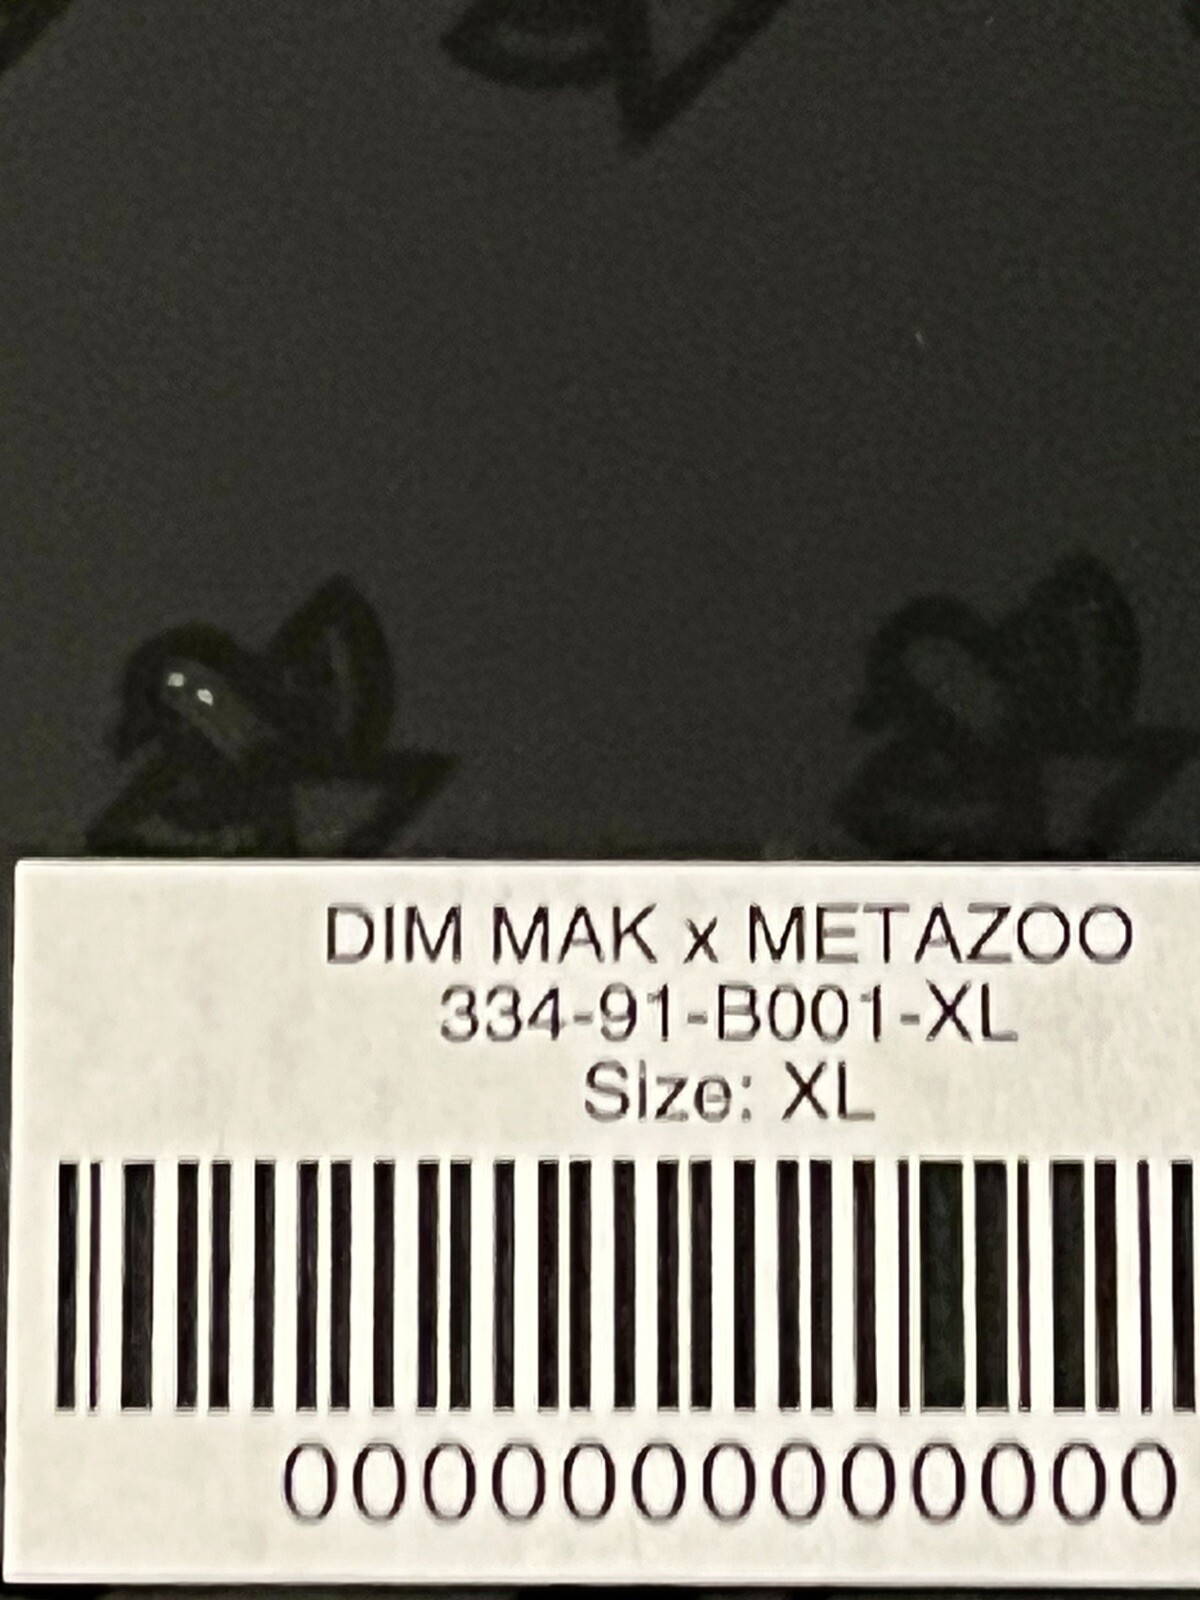 DIM MAK x METAZOO
334-91-B001-XL
Size: XL
0000000000000